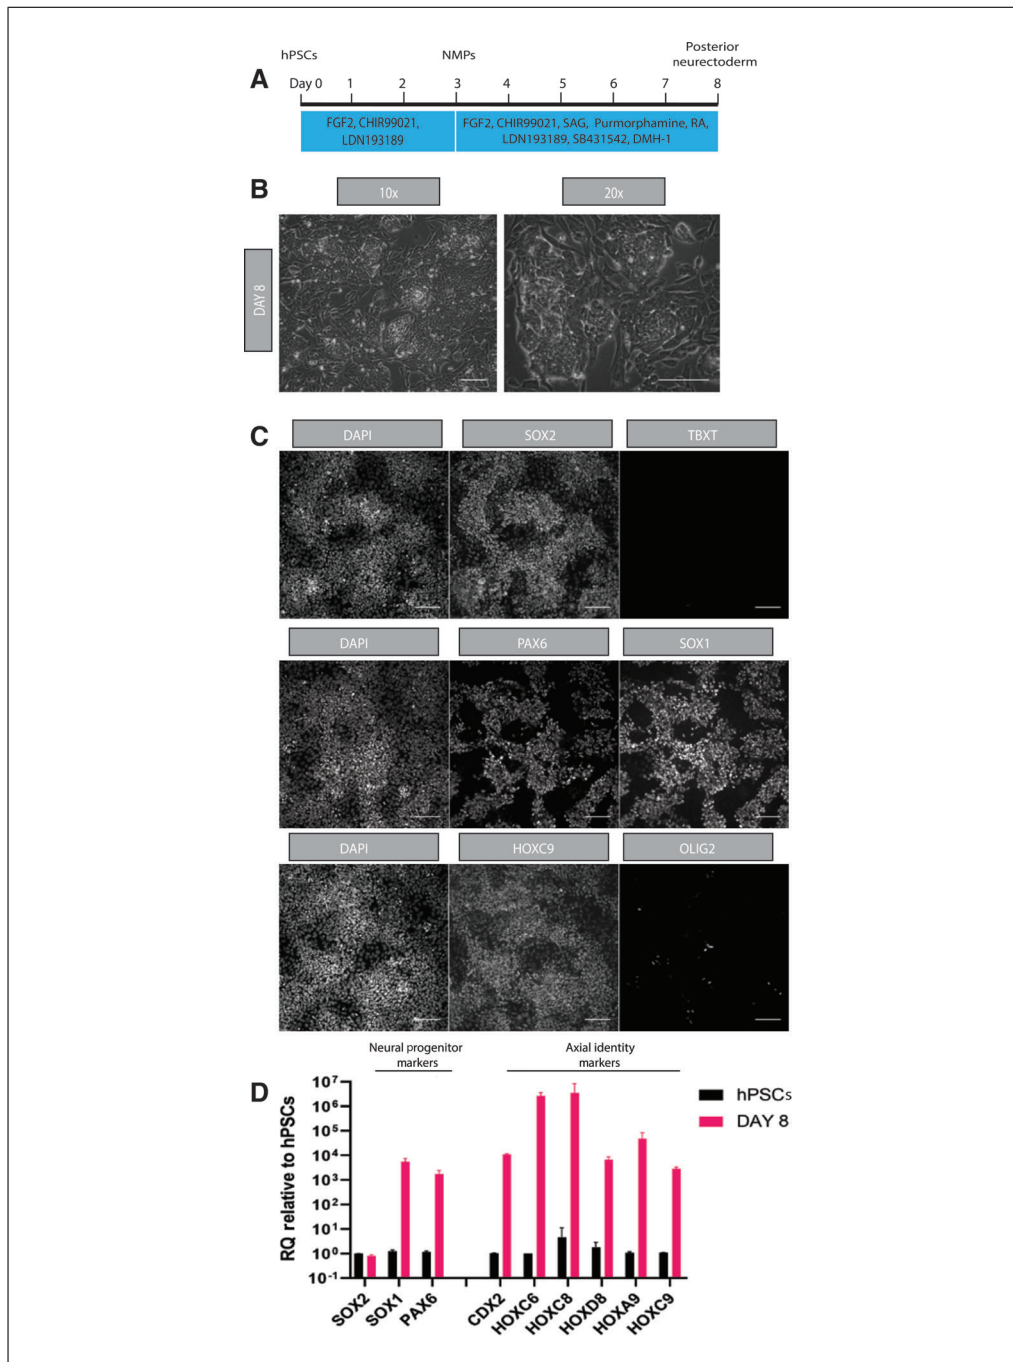 hPSCs NMPs Posterior
neurectoderm
A Day 0 1 2 3 4 5 6 7 8
FGF2, CHIR99021,
LDN193189
FGF2, CHIR99021, SAG, Purmorphamine, RA,
LDN193189, SB431542, DMH-1
B 10x 20x
DAY 8
C DAPI SOX2 TBXT
DAPI PAX6 SOX1
DAPI HOXC9 OLIG2
Neural progenitor
markers
Axial identity
markers
D
RQ relative to hPSCs
10⁷
10⁶
10⁵
10⁴
10³
10²
10¹
10⁰
10⁻¹
hPSCs
DAY 8
SOX2 SOX1 PAX6 CDX2 HOXC6 HOXC8 HOXD8 HOXA9 HOXC9